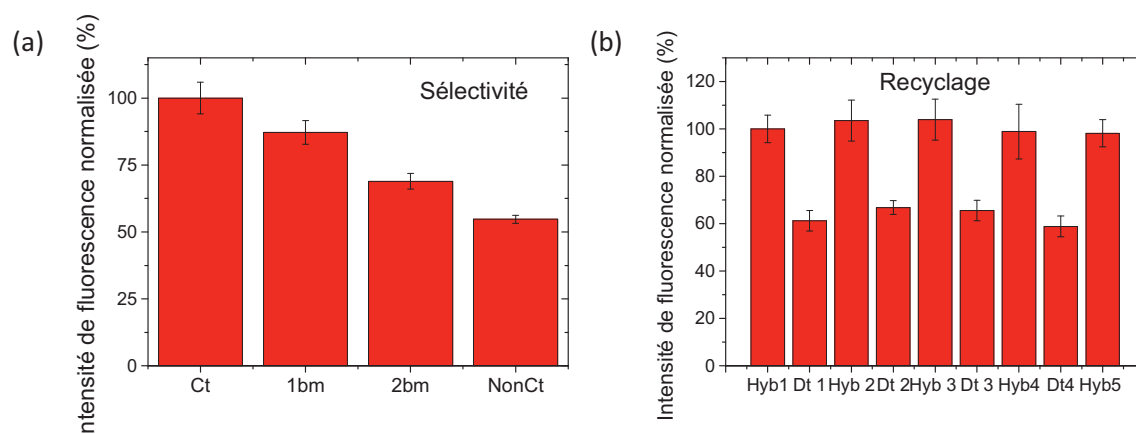 (a)
ntensité de fluorescence normalisée (%)
100
75
50
25
0
Sélectivité
Ct 1bm 2bm NonCt
(b)
Intensité de fluorescence normalisée (%)
120
100
80
60
40
20
0
Recyclage
Hyb1 Dt 1 Hyb 2 Dt 2 Hyb 3 Dt 3 Hyb4 Dt4 Hyb5